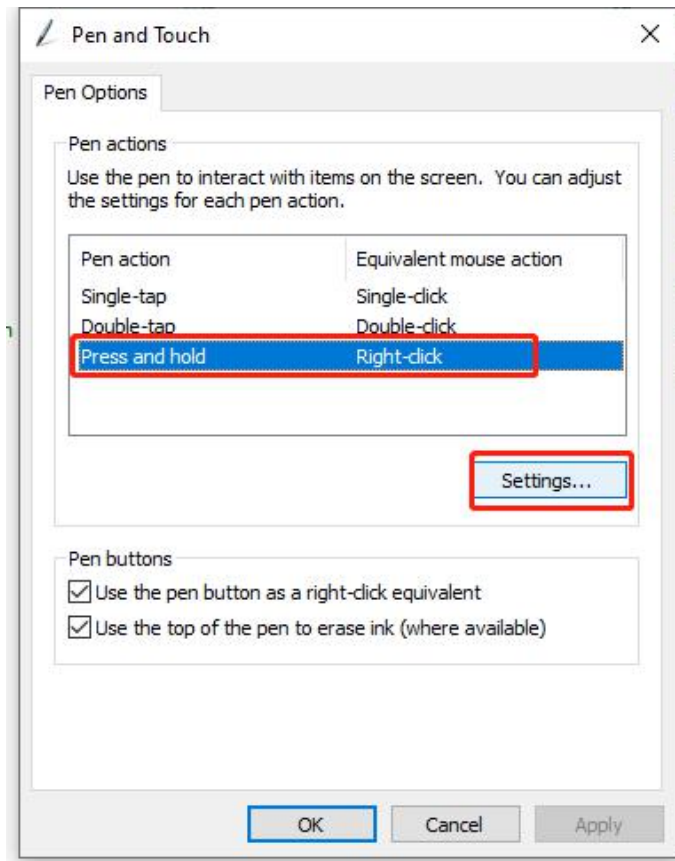 Pen and Touch
Pen Options
Pen actions
Use the pen to interact with items on the screen. You can adjust
the settings for each pen action.
Pen action Equivalent mouse action
Single-tap Single-click
Double-tap Double-click
Press and hold Right-click
Settings...
Pen buttons
Use the pen button as a right-click equivalent
Use the top of the pen to erase ink (where available)
OK Cancel Apply